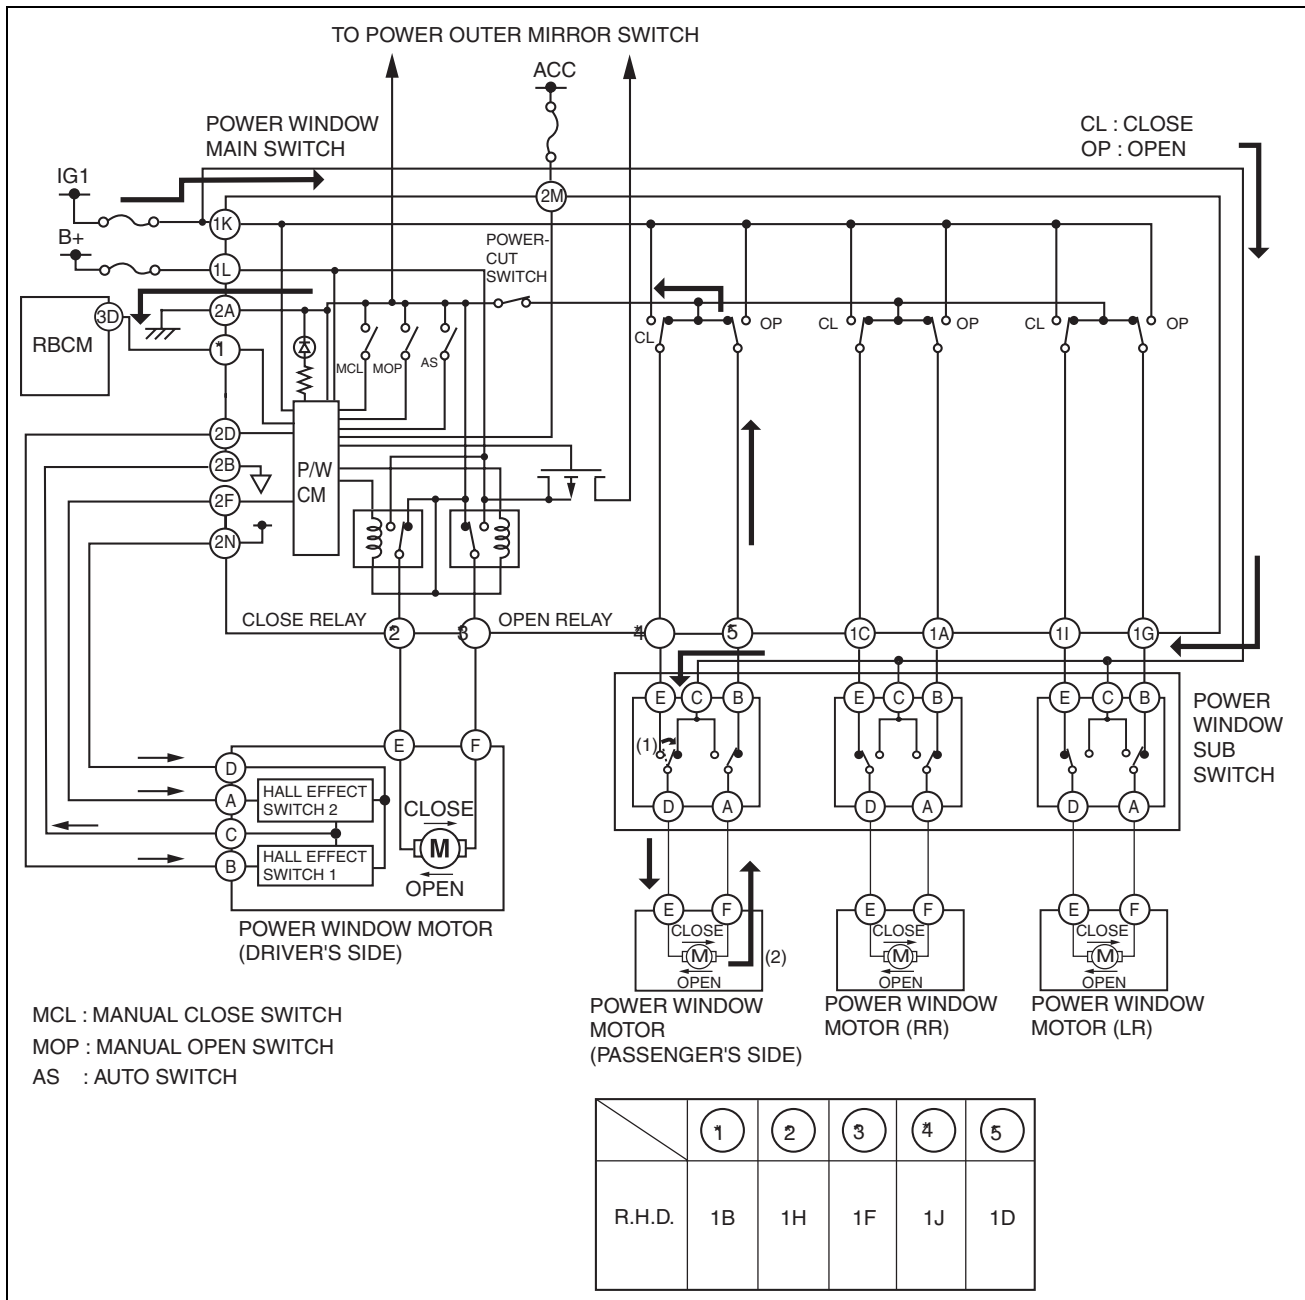 TO POWER OUTER MIRROR SWITCH
ACC
POWER WINDOW
MAIN SWITCH
CL : CLOSE
OP : OPEN
IG1
2M
1K
B+
POWER-
CUT
SWITCH
1L
2A
3D
RBCM
*1
MCL
MOP
AS
CL
OP
CL
OP
CL
OP
2D
2B
2F
2N
P/W
CM
CLOSE RELAY
*2
*3
OPEN RELAY
*4
*5
1C
1A
1I
1G
E
C
B
E
C
B
E
C
B
POWER
WINDOW
SUB
SWITCH
(1)
D
A
D
A
D
A
E
F
D
A
C
B
HALL EFFECT
SWITCH 2
HALL EFFECT
SWITCH 1
CLOSE
M
OPEN
POWER WINDOW MOTOR
(DRIVER'S SIDE)
E
F
E
F
E
F
CLOSE
M
OPEN
(2)
CLOSE
M
OPEN
CLOSE
M
OPEN
POWER WINDOW
MOTOR
(PASSENGER'S SIDE)
POWER WINDOW
MOTOR (RR)
POWER WINDOW
MOTOR (LR)
MCL : MANUAL CLOSE SWITCH
MOP : MANUAL OPEN SWITCH
AS : AUTO SWITCH
*1 *2 *3 *4 *5
R.H.D. 1B 1H 1F 1J 1D